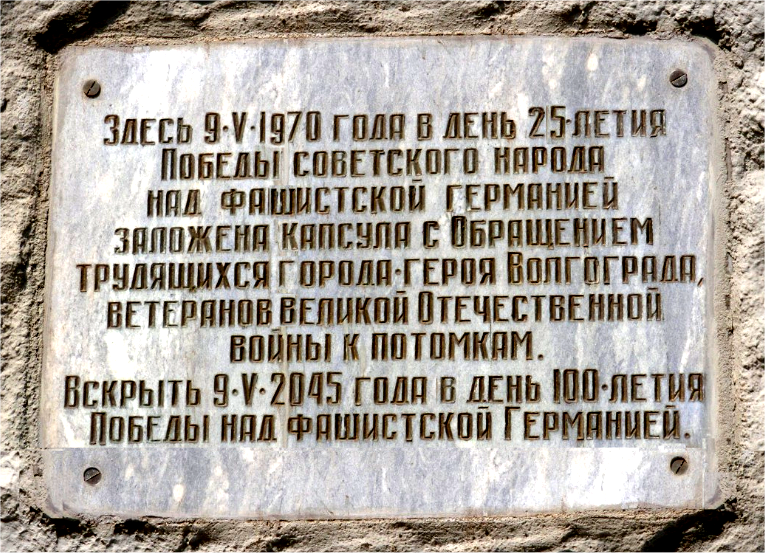 Здесь 9·V·1970 года в день 25-летия
Победы советского народа
над фашистской германией
заложена капсула с Обращением
трудящихся города-героя Волгограда,
ветеранов великой Отечественной
войны к потомкам.
Вскрыть 9·V·2045 года в день 100-летия
Победы над фашистской Германией.